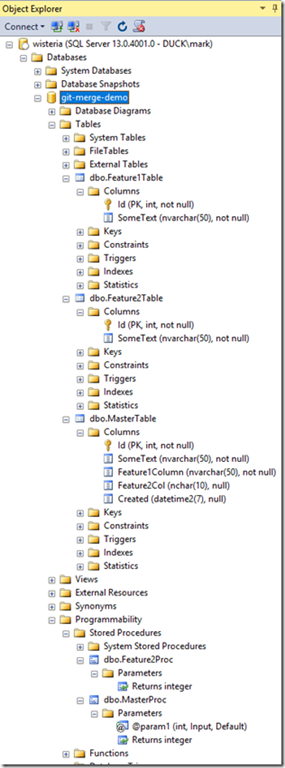 Object Explorer
Connect
wisteria (SQL Server 13.0.4001.0 - DUCK\mark)
Databases
System Databases
Database Snapshots
git-merge-demo
Database Diagrams
Tables
System Tables
FileTables
External Tables
dbo.Feature1Table
Columns
Id (PK, int, not null)
SomeText (nvarchar(50), not null)
Keys
Constraints
Triggers
Indexes
Statistics
dbo.Feature2Table
Columns
Id (PK, int, not null)
SomeText (nvarchar(50), not null)
Keys
Constraints
Triggers
Indexes
Statistics
dbo.MasterTable
Columns
Id (PK, int, not null)
SomeText (nvarchar(50), not null)
Feature1Column (nvarchar(50), not null)
Feature2Col (nchar(10), null)
Created (datetime2(7), null)
Keys
Constraints
Triggers
Indexes
Statistics
Views
External Resources
Synonyms
Programmability
Stored Procedures
System Stored Procedures
dbo.Feature2Proc
Parameters
Returns integer
dbo.MasterProc
Parameters
@param1 (int, Input, Default)
Returns integer
Functions